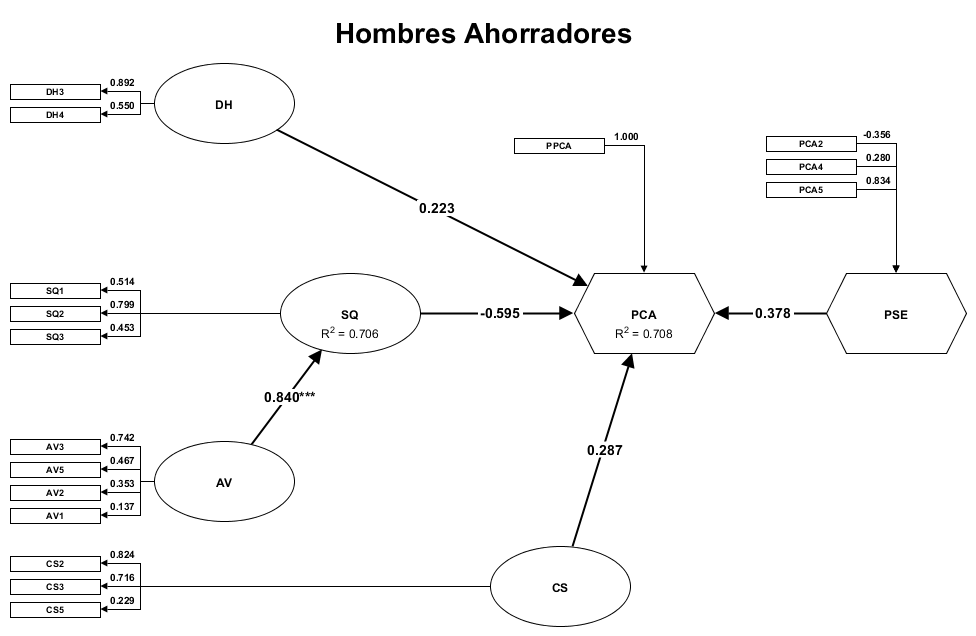 Hombres Ahorradores
DH3
0.892
DH4
0.550
DH
PPCA
1.000
PCA2
-0.356
PCA4
0.280
PCA5
0.834
0.223
SQ1
0.514
SQ2
0.799
SQ3
0.453
SQ
R² = 0.706
-0.595
PCA
R² = 0.708
0.378
PSE
0.840***
0.287
AV3
0.742
AV5
0.467
AV2
0.353
AV1
0.137
AV
CS2
0.824
CS3
0.716
CS5
0.229
CS